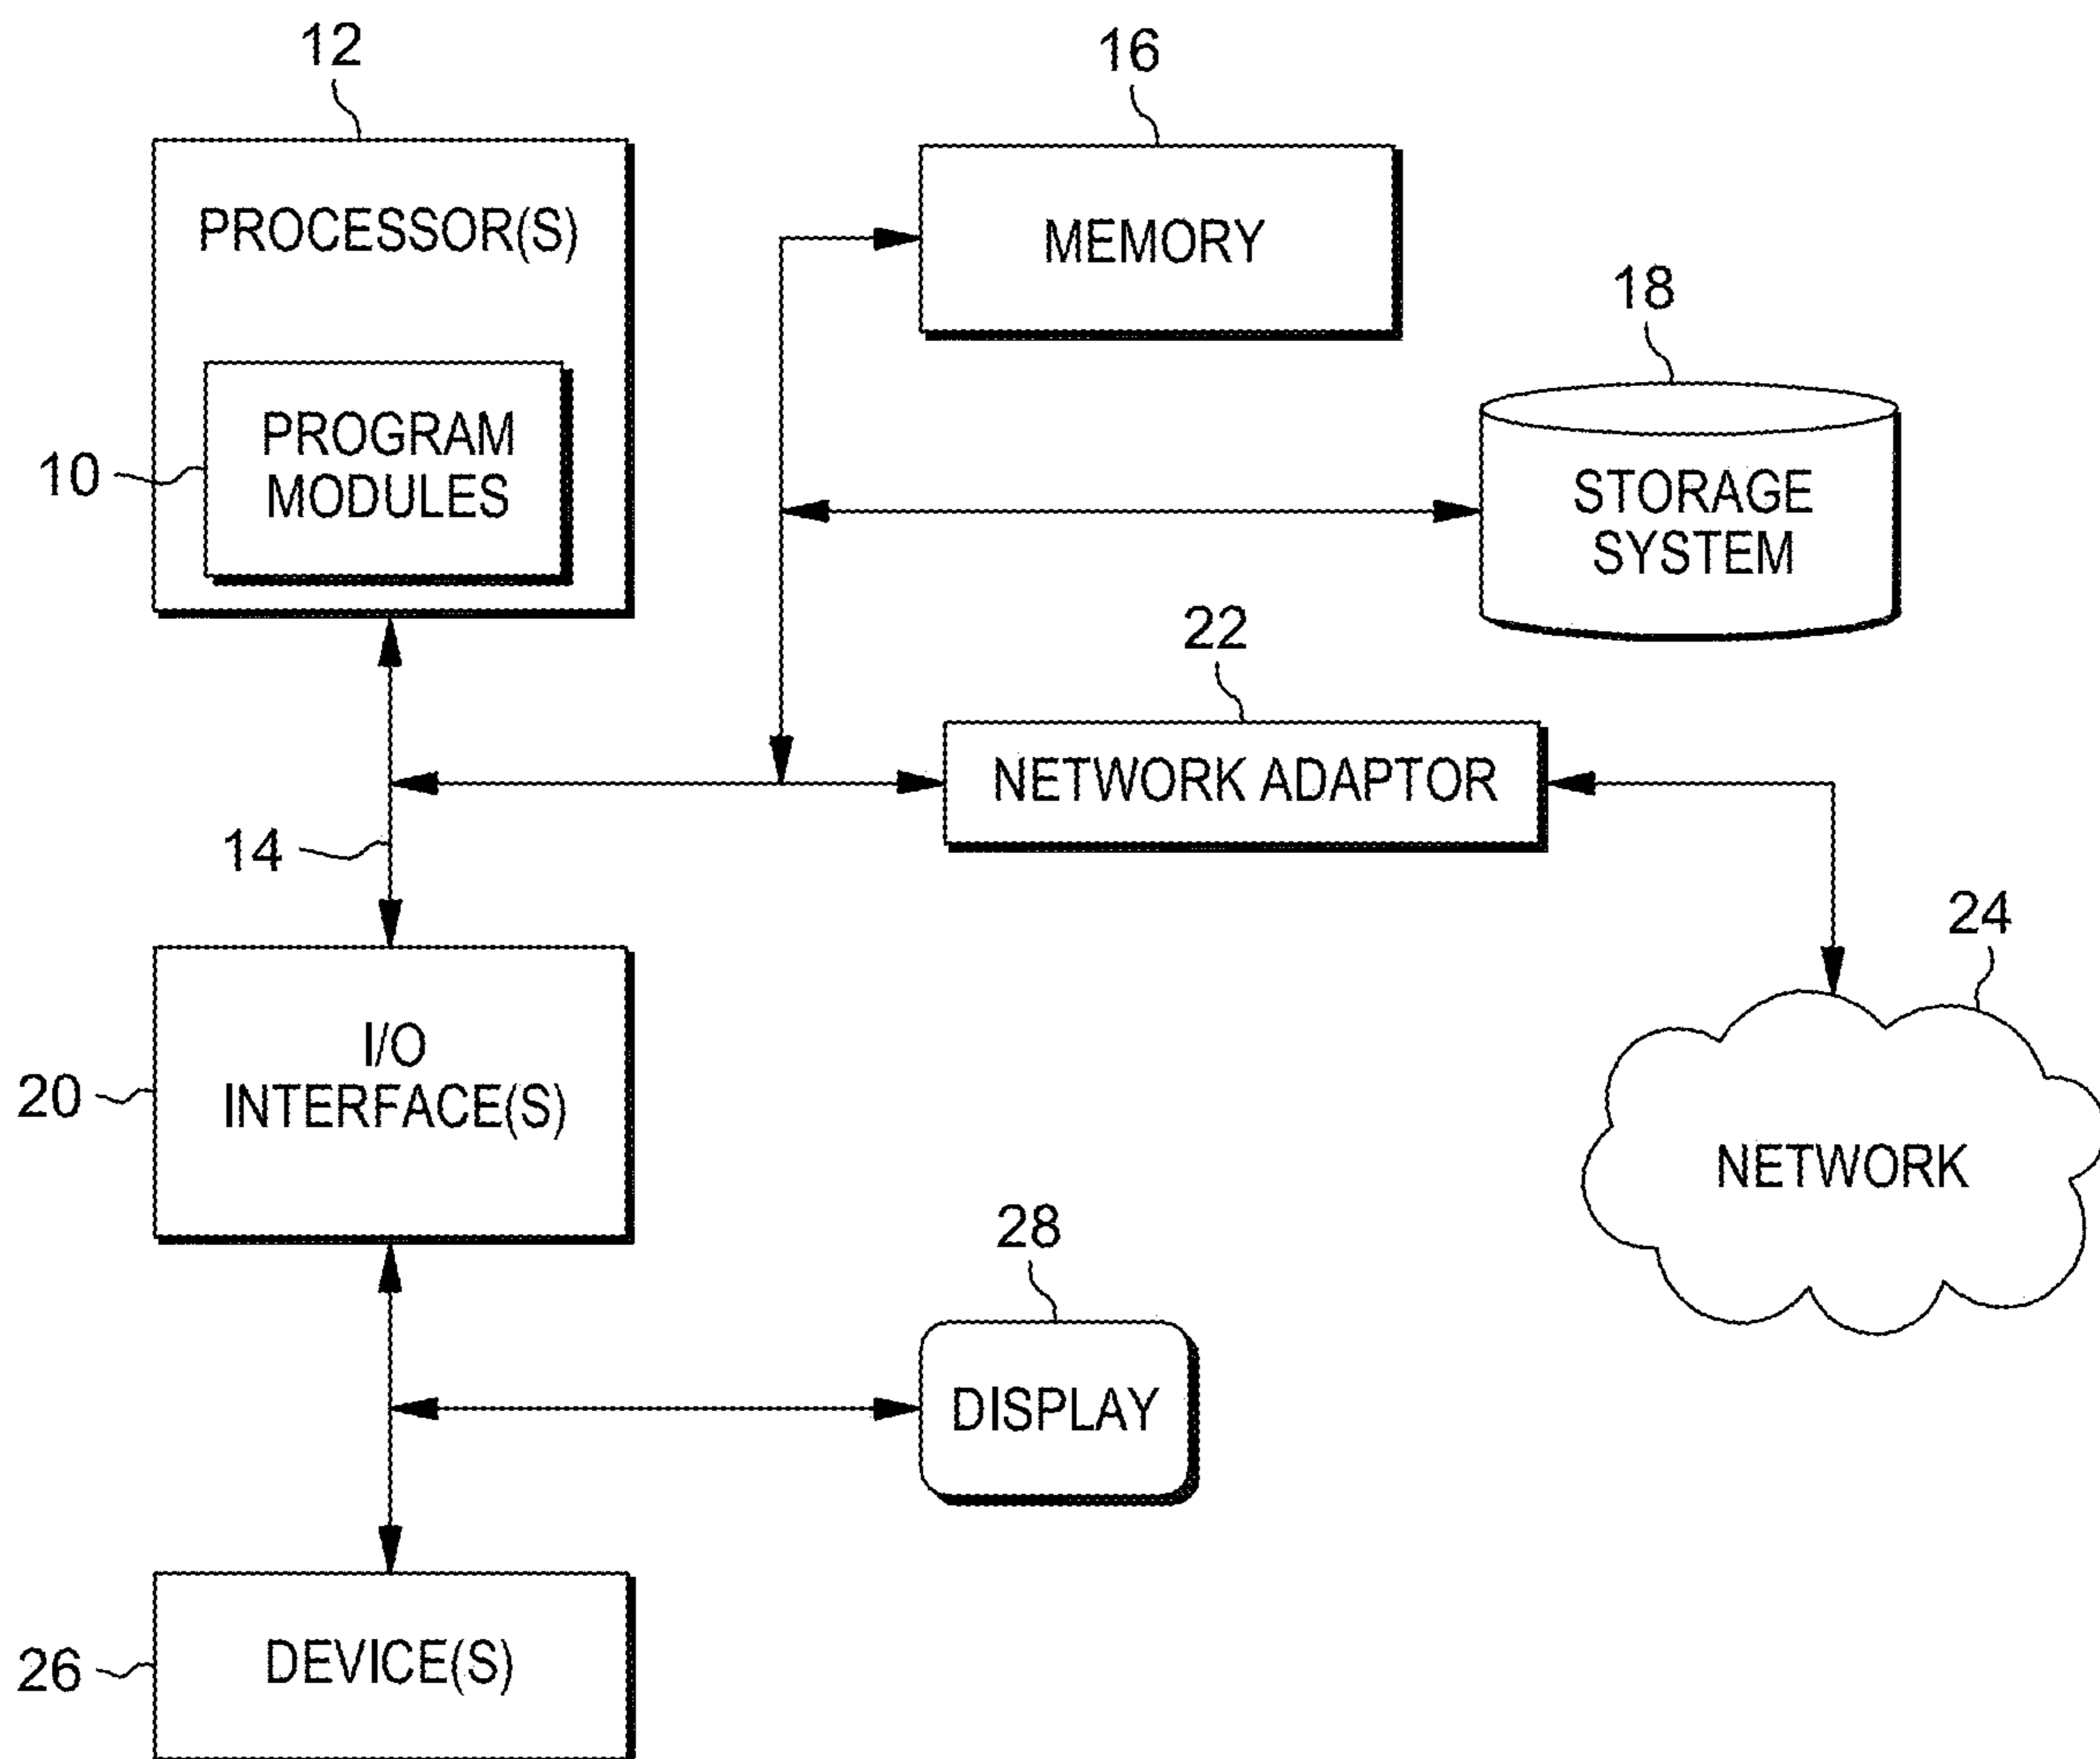 12
PROCESSOR(S)
10
PROGRAM
MODULES
16
MEMORY
18
STORAGE
SYSTEM
22
NETWORK ADAPTOR
14
24
NETWORK
20
I/O
INTERFACE(S)
28
DISPLAY
26
DEVICE(S)